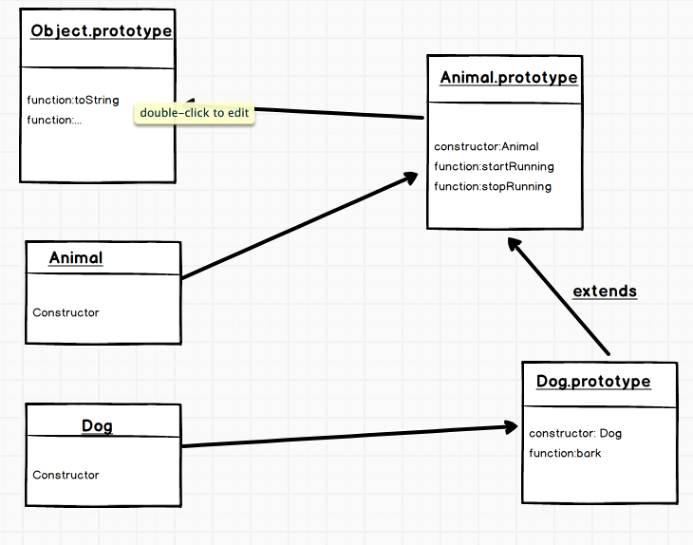 Object.prototype
function:toString
function:...
double-click to edit
Animal.prototype
constructor:Animal
function:startRunning
function:stopRunning
Animal
Constructor
extends
Dog.prototype
constructor: Dog
function:bark
Dog
Constructor